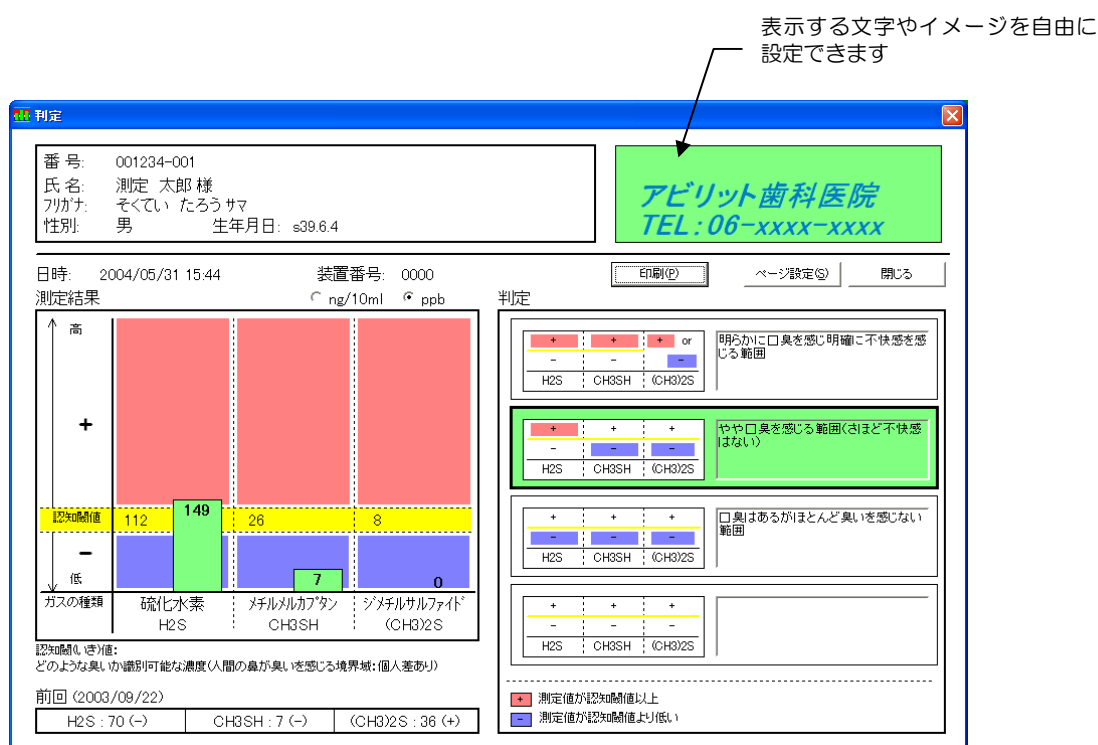 表示する文字やイメージを自由に
設定できます
判定
番 号: 001234-001
氏 名: 測定 太郎 様
フリガナ: そくてい たろう サマ
性別: 男 生年月日: s39.6.4
アビリット歯科医院
TEL:06-xxxx-xxxx
日時: 2004/05/31 15:44 装置番号: 0000
印刷(P) ページ設定(S) 閉じる
測定結果 ng/10ml ppb
高
+
認知閾値 112 149 26 8
-
低 7 0
ガスの種類 硫化水素 メチルメルカプタン ジメチルサルファイド
H2S CH3SH (CH3)2S
認知閾(いき)値:
どのような臭いか識別可能な濃度(人間の鼻が臭いを感じる境界域:個人差あり)
前回 (2003/09/22)
H2S : 70 (-) CH3SH : 7 (-) (CH3)2S : 36 (+)
判定
+ + + or
- - -
H2S CH3SH (CH3)2S
明らかに口臭を感じ明確に不快感を感
じる範囲
+ + +
- - -
H2S CH3SH (CH3)2S
やや口臭を感じる範囲(さほど不快感
はない)
+ + +
- - -
H2S CH3SH (CH3)2S
口臭はあるがほとんど臭いを感じない
範囲
+ + +
- - -
H2S CH3SH (CH3)2S
+ 測定値が認知閾値以上
- 測定値が認知閾値より低い